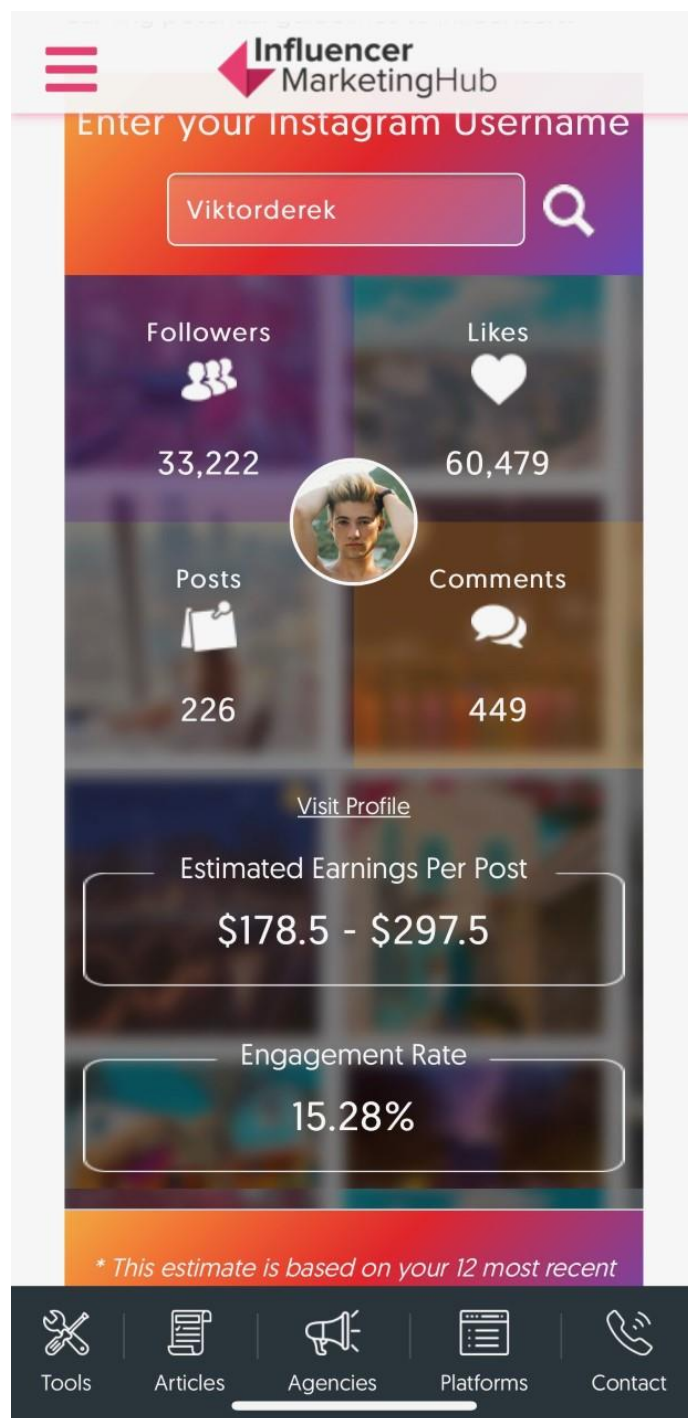 Influencer
MarketingHub
Enter your Instagram Username
Viktorderek
Followers
Likes
33,222
60,479
Posts
Comments
226
449
Visit Profile
Estimated Earnings Per Post
$178.5 - $297.5
Engagement Rate
15.28%
* This estimate is based on your 12 most recent
Tools
Articles
Agencies
Platforms
Contact